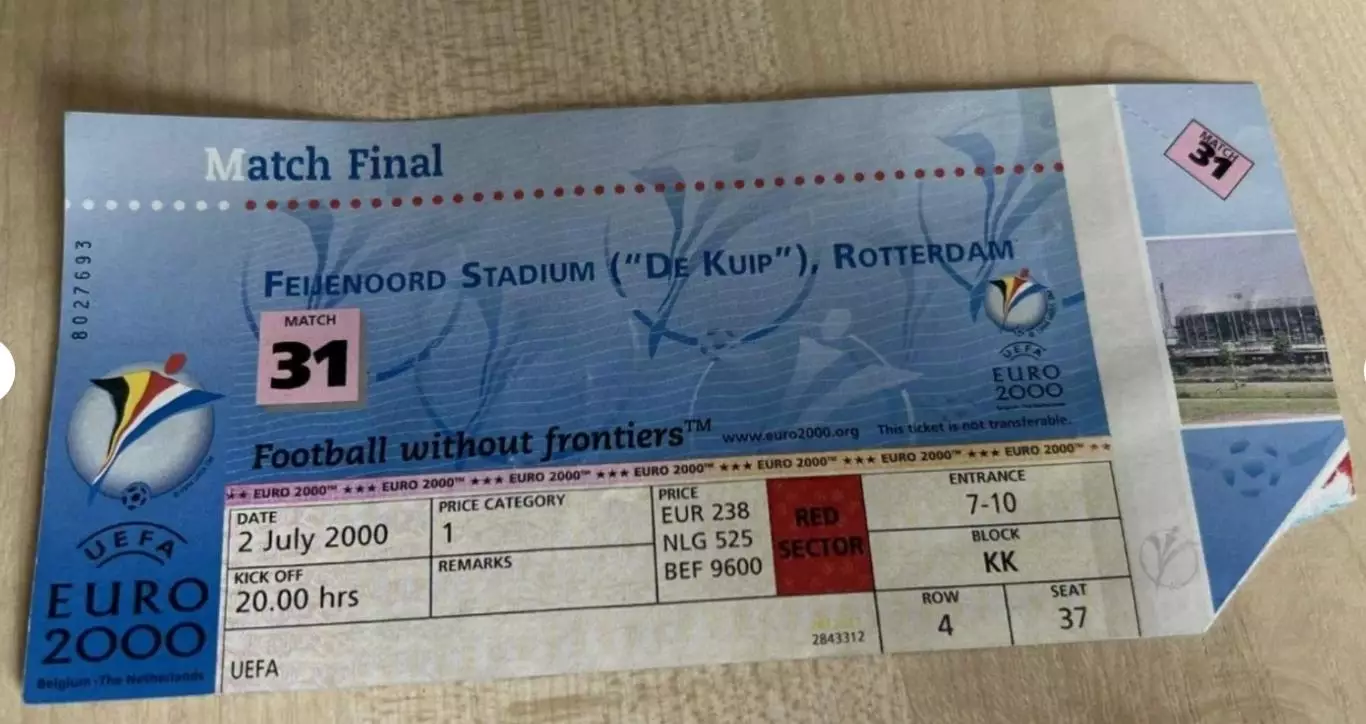 Match Final
MATCH
31
8027693
FEIJENOORD STADIUM ("DE KUIP"), ROTTERDAM
MATCH
31
UEFA
EURO
2000
Football without frontiers™ www.euro2000.org This ticket is not transferable.
★★ EURO 2000™ ★★★ EURO 2000™ ★★★ EURO 2000™ ★★★ EURO 2000™ ★★★ EURO 2000™ ★★★ EURO 2000™ ★★★ EURO 2000™ ★★
UEFA
EURO
2000
Belgium - The Netherlands
DATE
2 July 2000
KICK OFF
20.00 hrs
PRICE CATEGORY
1
REMARKS
PRICE
EUR 238
NLG 525
BEF 9600
RED
SECTOR
ENTRANCE
7-10
BLOCK
KK
ROW
4
SEAT
37
2843312
UEFA